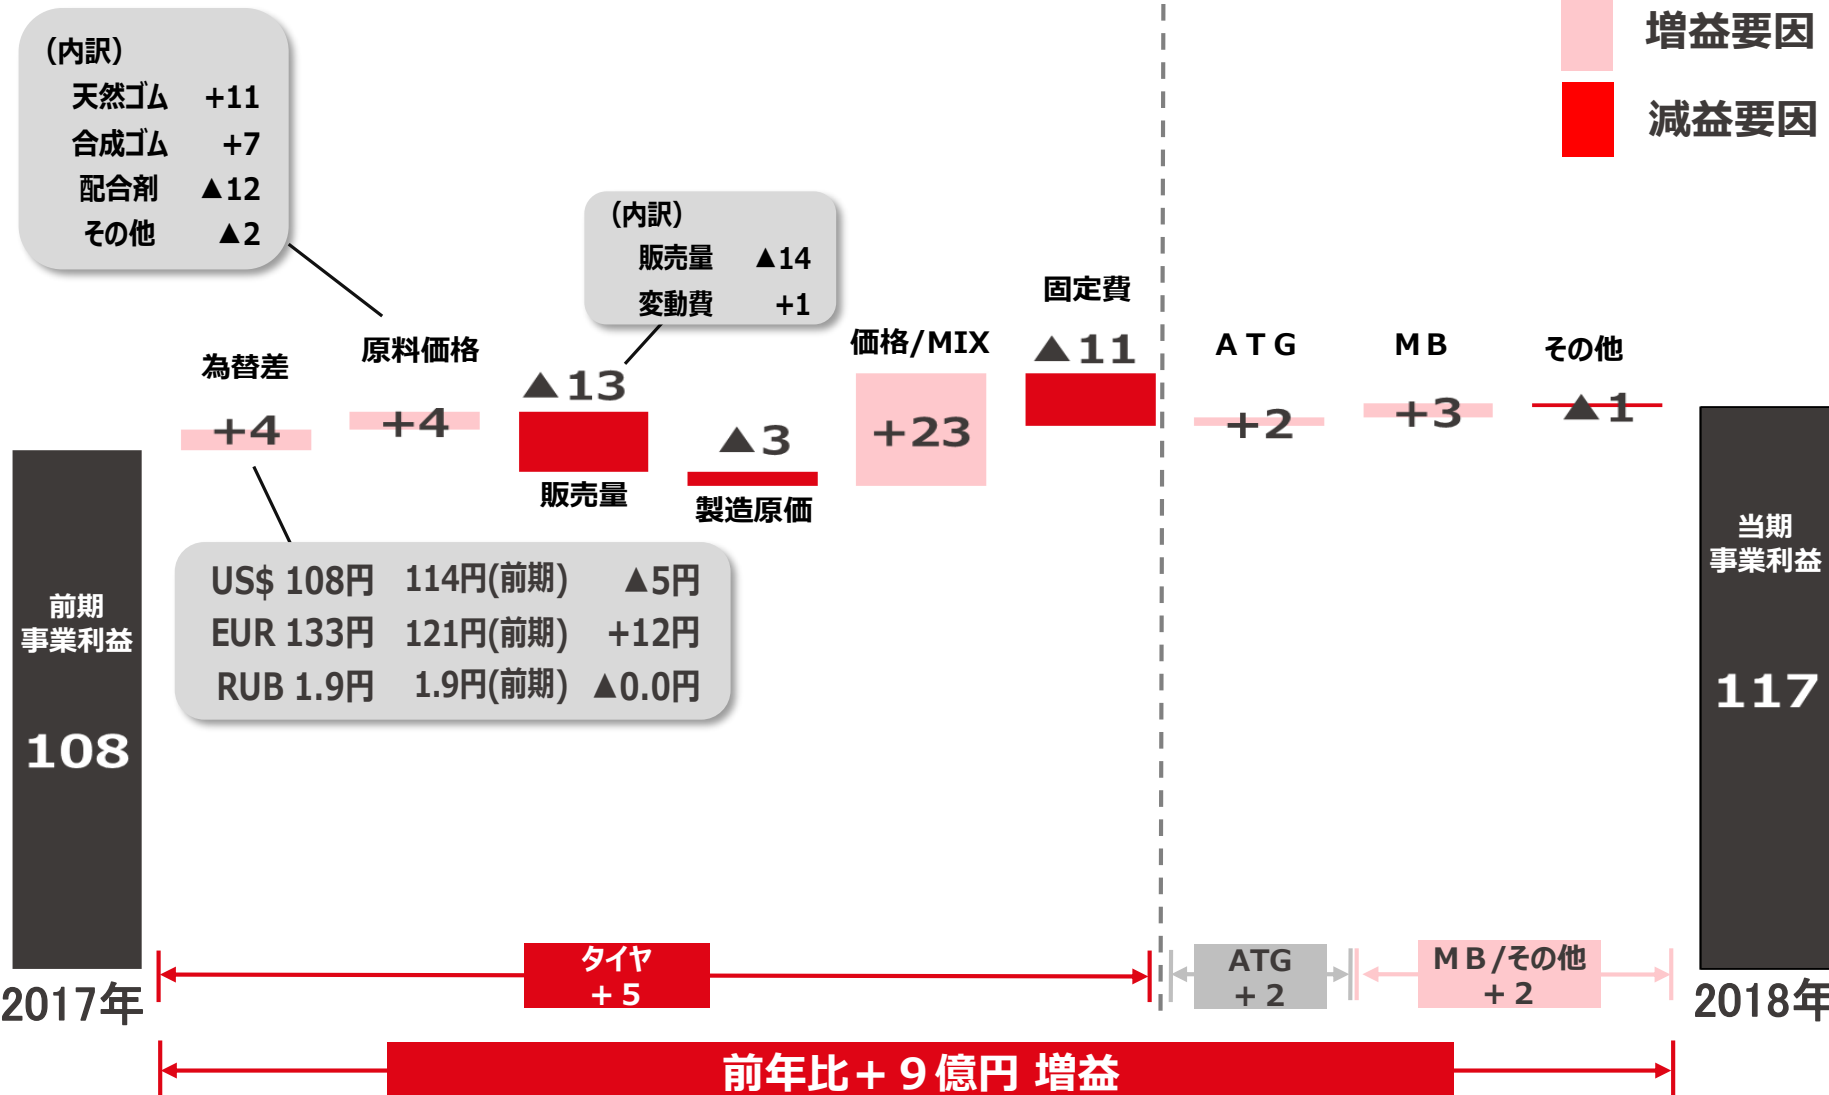 増益要因
減益要因
（内訳）
天然ゴム +11
合成ゴム +7
配合剤 ▲12
その他 ▲2
（内訳）
販売量 ▲14
変動費 +1
為替差
+4
原料価格
+4
▲13
販売量
▲3
製造原価
価格/MIX
+23
固定費
▲11
ＡＴＧ
+2
ＭＢ
+3
その他
▲1
US$ 108円 114円(前期) ▲5円
EUR 133円 121円(前期) +12円
RUB 1.9円 1.9円(前期) ▲0.0円
前期
事業利益
108
2017年
当期
事業利益
117
2018年
タイヤ
＋５
ATG
＋２
ＭＢ/その他
＋２
前年比＋９億円 増益